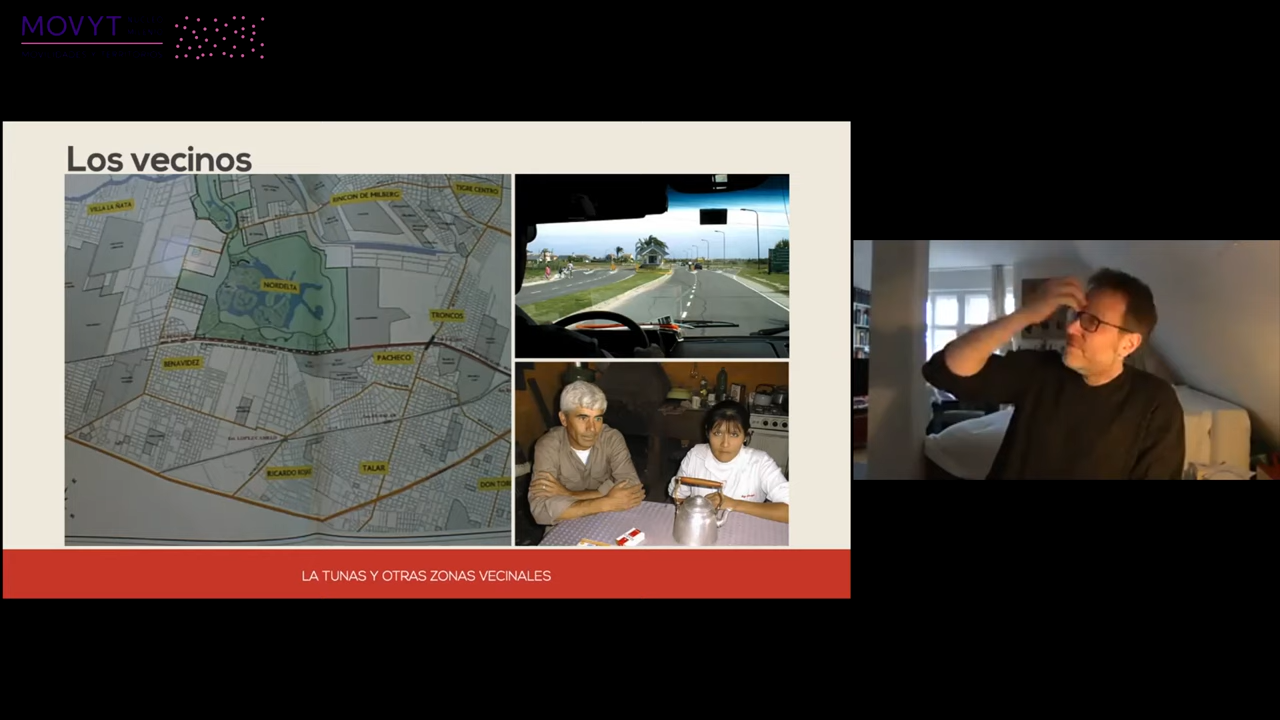 MOVYT
Los vecinos
VILLA LA ÑATA
RINCON DE MILBERG
TIGRE CENTRO
NORDELTA
TRONCOS
BENAVIDEZ
PACHECO
RICARDO ROJAS
TALAR
DON TOR
LA TUNAS Y OTRAS ZONAS VECINALES